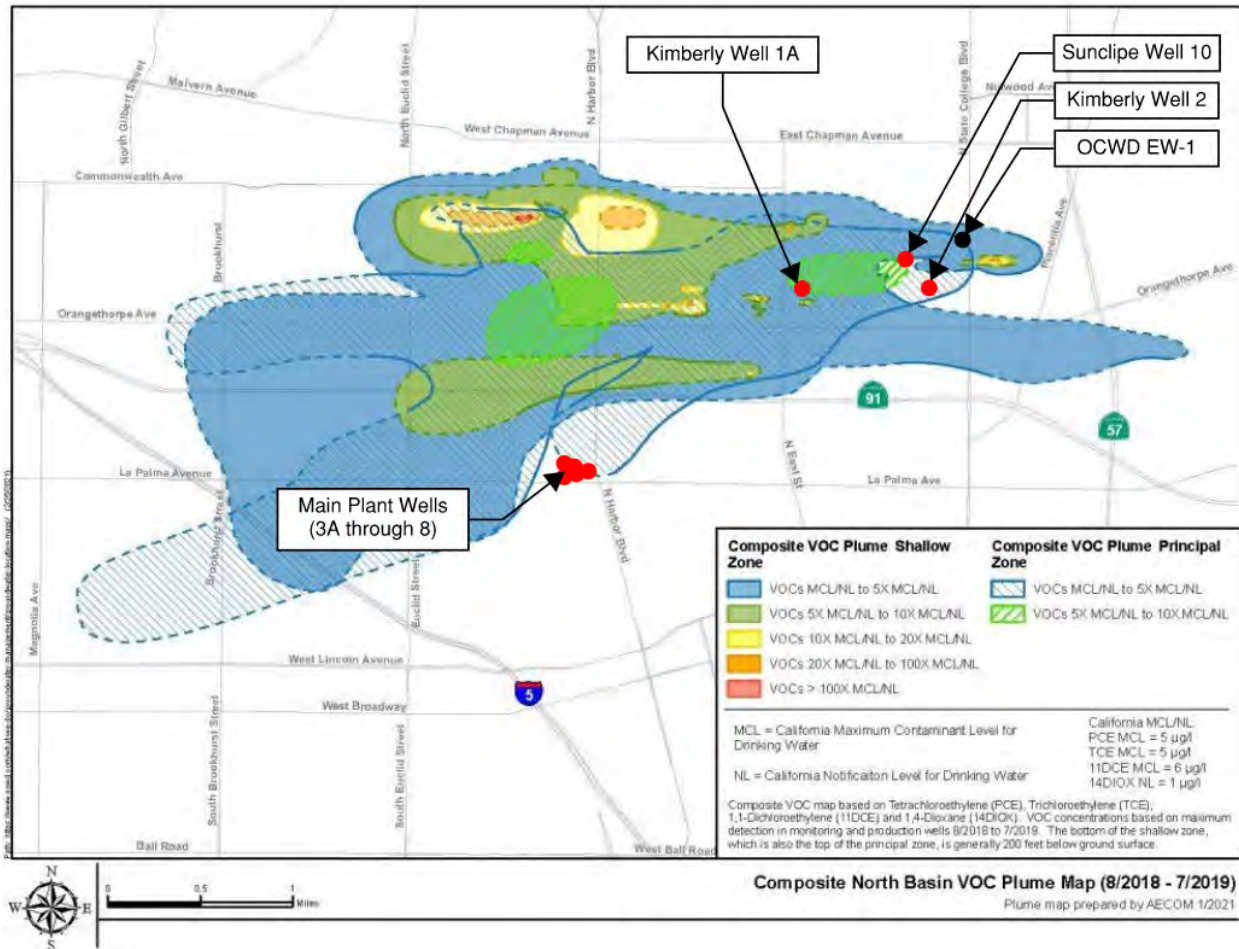 Kimberly Well 1A
Sunclipe Well 10
Kimberly Well 2
OCWD EW-1
Main Plant Wells
(3A through 8)
Malvern Avenue
North Gilbert Street
North Euclid Street
N Harbor Blvd
West Chapman Avenue
East Chapman Avenue
N State College Blvd
Commonwealth Ave
Placentia Ave
Brookhurst
Orangethorpe Ave
Orangethorpe Ave
91
57
N East St
La Palma Avenue
La Palma Ave
N Harbor Blvd
Brookhurst Street
Euclid Street
Magnolia Ave
West Lincoln Avenue
5
West Broadway
South Brookhurst Street
South Euclid Street
Ball Road
West Ball Road
Composite VOC Plume Shallow
Zone
VOCs MCL/NL to 5X MCL/NL
VOCs 5X MCL/NL to 10X MCL/NL
VOCs 10X MCL/NL to 20X MCL/NL
VOCs 20X MCL/NL to 100X MCL/NL
VOCs > 100X MCL/NL
Composite VOC Plume Principal
Zone
VOCs MCL/NL to 5X MCL/NL
VOCs 5X MCL/NL to 10X MCL/NL
MCL = California Maximum Contaminant Level for
Drinking Water
NL = California Notificaiton Level for Drinking Water
California MCL/NL
PCE MCL = 5 µg/l
TCE MCL = 5 µg/l
11DCE MCL = 6 µg/l
14DIOX NL = 1 µg/l
Composite VOC map based on Tetrachloroethylene (PCE), Trichloroethylene (TCE),
1,1-Dichloroethylene (11DCE) and 1,4-Dioxane (14DIOX). VOC concentrations based on maximum
detection in monitoring and production wells 8/2018 to 7/2019. The bottom of the shallow zone,
which is also the top of the principal zone, is generally 200 feet below ground surface.
N
W E
S
0 0.5 1
Miles
Composite North Basin VOC Plume Map (8/2018 - 7/2019)
Plume map prepared by AECOM 1/2021